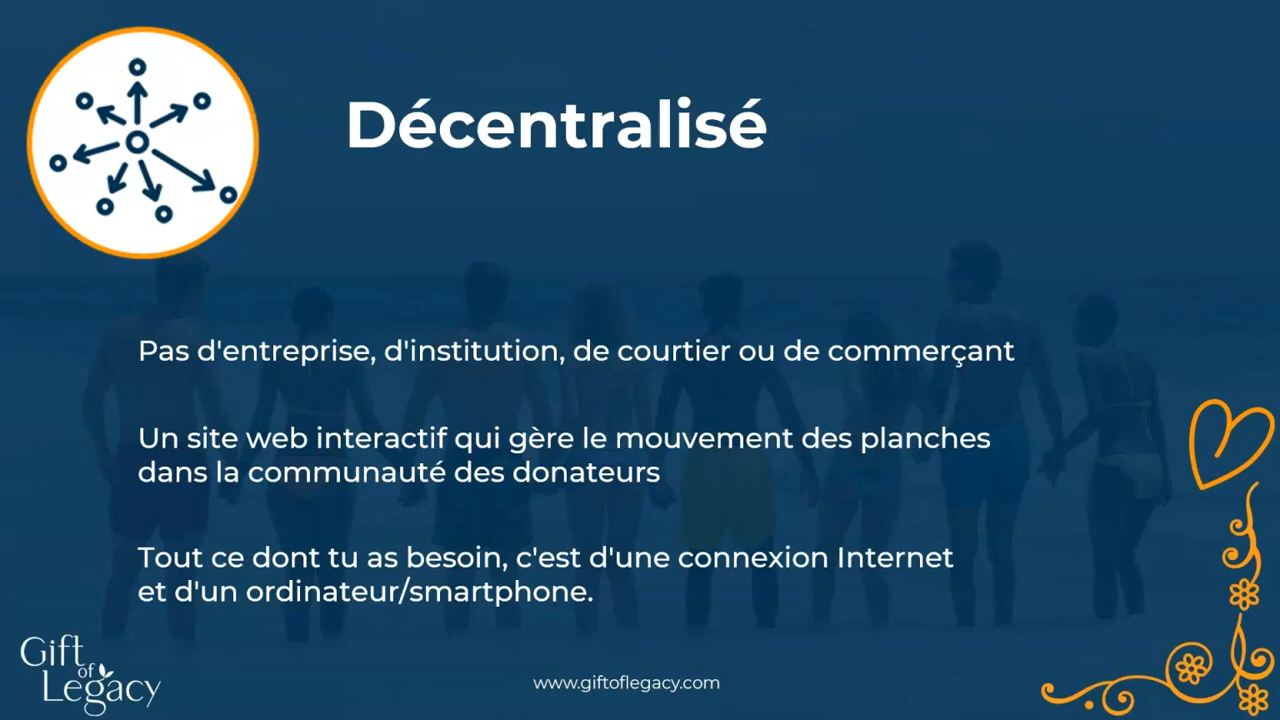 Décentralisé
Pas d'entreprise, d'institution, de courtier ou de commerçant
Un site web interactif qui gère le mouvement des planches
dans la communauté des donateurs
Tout ce dont tu as besoin, c'est d'une connexion Internet
et d'un ordinateur/smartphone.
Gift
of
Legacy
www.giftoflegacy.com